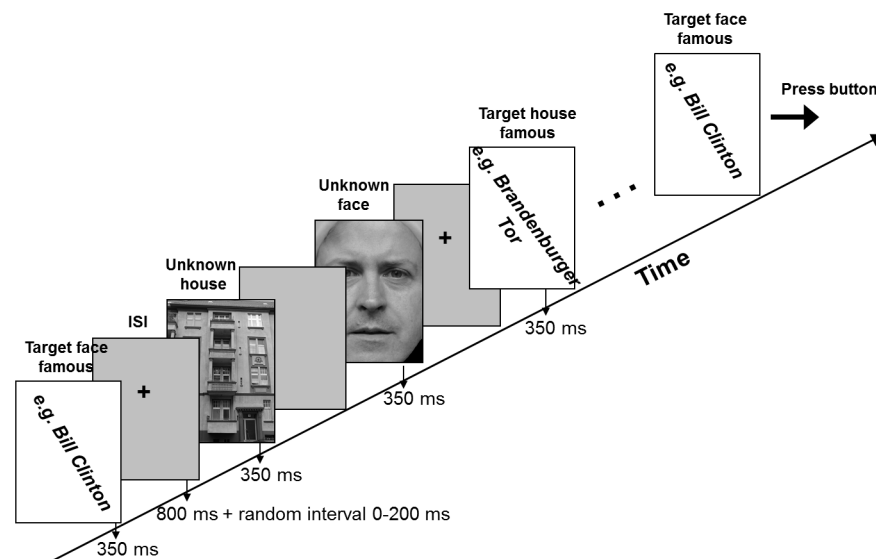 Target face
famous
e.g. Bill Clinton
Press button
Target house
famous
e.g. Brandenburger
Tor
Unknown
face
+
Time
Unknown
house
350 ms
ISI
Target face
famous
+
350 ms
e.g. Bill Clinton
350 ms
800 ms + random interval 0-200 ms
350 ms